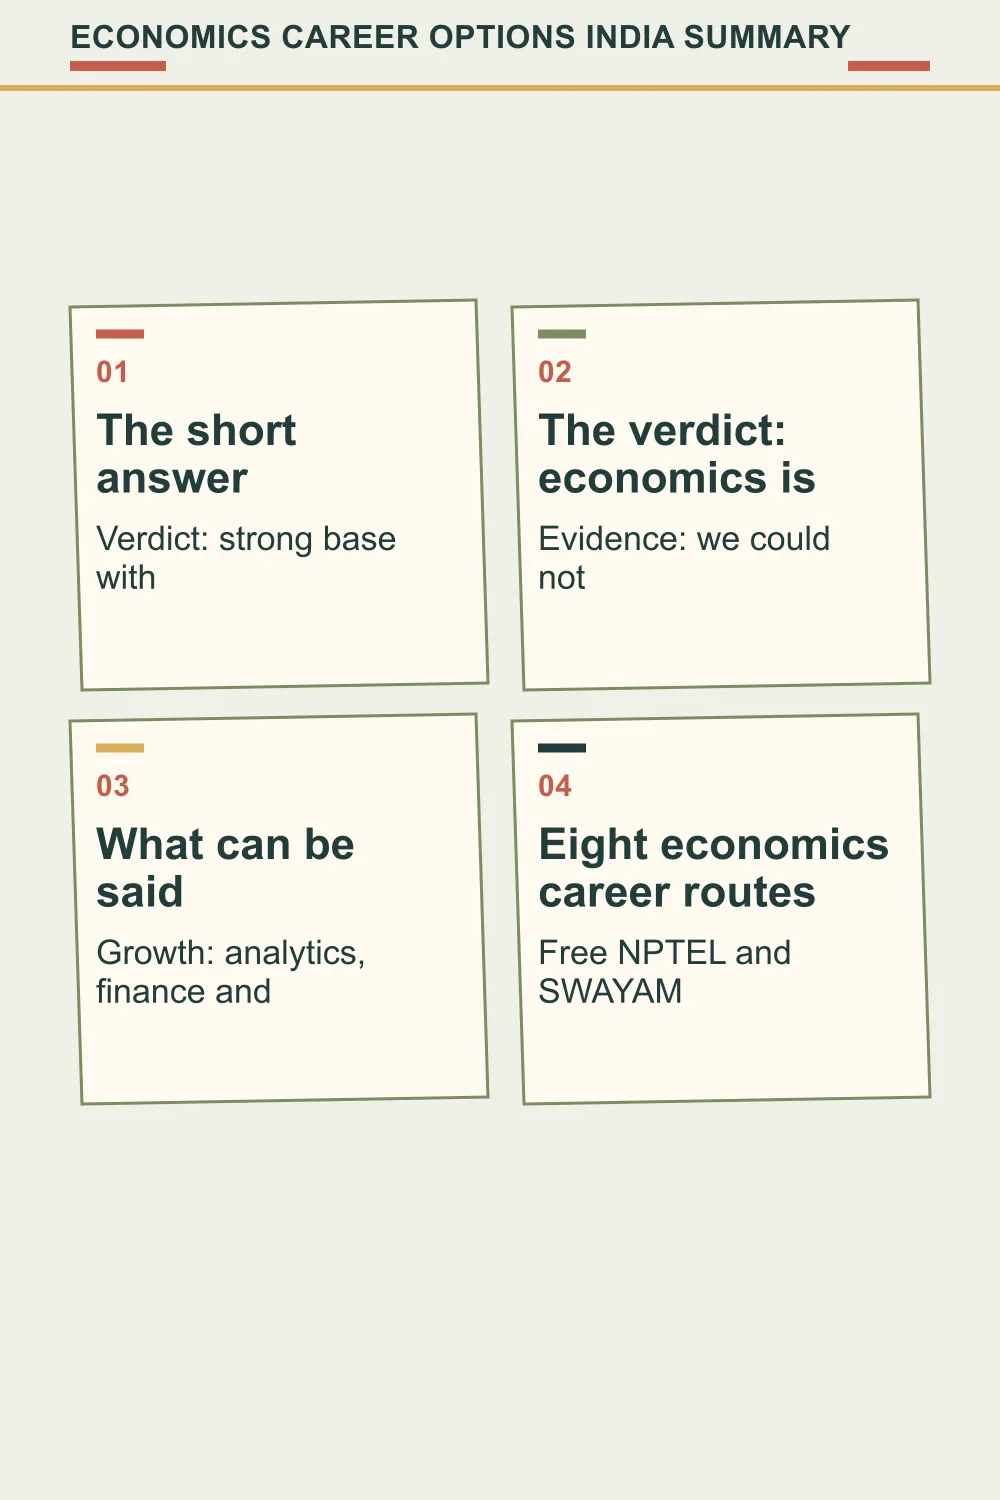 ECONOMICS CAREER OPTIONS INDIA SUMMARY
01
The short
answer
Verdict: strong base
with
02
The verdict:
economics is
Evidence: we could
not
03
What can be
said
Growth: analytics,
finance and
04
Eight economics
career routes
Free NPTEL and
SWAYAM